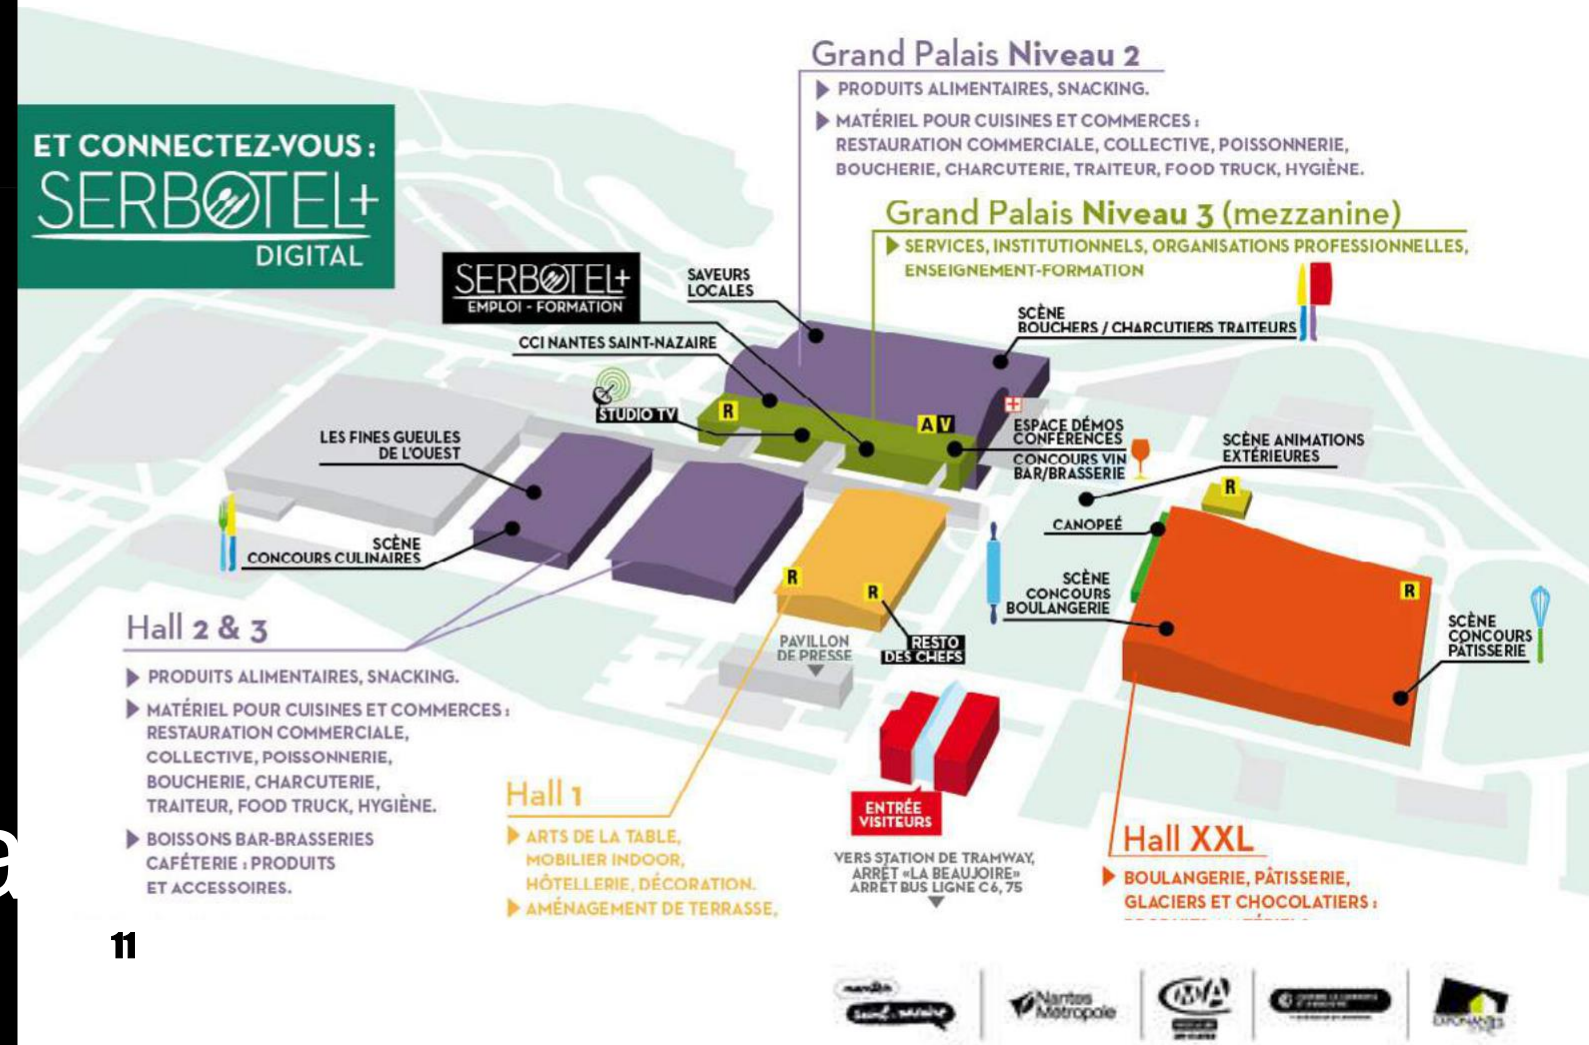 Grand Palais Niveau 2
PRODUITS ALIMENTAIRES, SNACKING.
MATÉRIEL POUR CUISINES ET COMMERCES :
RESTAURATION COMMERCIALE, COLLECTIVE, POISSONNERIE,
BOUCHERIE, CHARCUTERIE, TRAITEUR, FOOD TRUCK, HYGIÈNE.
ET CONNECTEZ-VOUS :
SERBOTEL+
DIGITAL
Grand Palais Niveau 3 (mezzanine)
SERVICES, INSTITUTIONNELS, ORGANISATIONS PROFESSIONNELLES,
ENSEIGNEMENT-FORMATION
SERBOTEL+
EMPLOI - FORMATION
SAVEURS
LOCALES
SCÈNE
BOUCHERS / CHARCUTIERS TRAITEURS
CCI NANTES SAINT-NAZAIRE
STUDIO TV
R
A V
ESPACE DÉMOS
CONFÉRENCES
CONCOURS VIN
BAR/BRASSERIE
SCÈNE ANIMATIONS
EXTÉRIEURES
LES FINES GUEULES
DE L'OUEST
R
CANOPEÉ
SCÈNE
CONCOURS CULINAIRES
SCÈNE
CONCOURS
BOULANGERIE
R
R
R
SCÈNE
CONCOURS
PÂTISSERIE
PAVILLON
DE PRESSE
RESTO
DES CHEFS
Hall 2 & 3
PRODUITS ALIMENTAIRES, SNACKING.
MATÉRIEL POUR CUISINES ET COMMERCES :
RESTAURATION COMMERCIALE,
COLLECTIVE, POISSONNERIE,
BOUCHERIE, CHARCUTERIE,
TRAITEUR, FOOD TRUCK, HYGIÈNE.
BOISSONS BAR-BRASSERIES
CAFÉTERIE : PRODUITS
ET ACCESSOIRES.
Hall 1
ARTS DE LA TABLE,
MOBILIER INDOOR,
HÔTELLERIE, DÉCORATION.
AMÉNAGEMENT DE TERRASSE,
ENTRÉE
VISITEURS
VERS STATION DE TRAMWAY,
ARRÊT «LA BEAUJOIRE»
ARRÊT BUS LIGNE C6, 75
Hall XXL
BOULANGERIE, PÂTISSERIE,
GLACIERS ET CHOCOLATIERS :
11
Nantes
Métropole
CMA